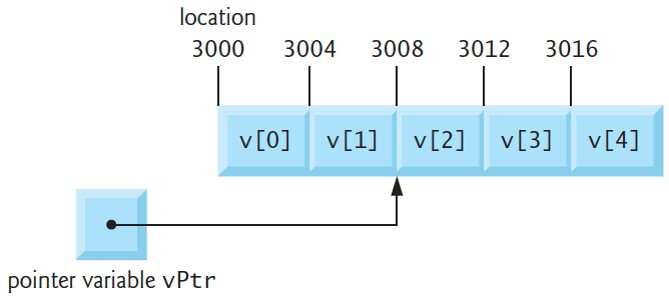 location
3000 3004 3008 3012 3016
v[0] v[1] v[2] v[3] v[4]
pointer variable vPtr